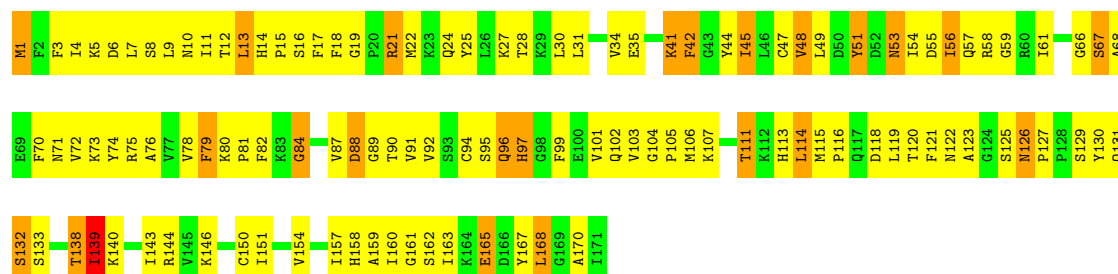 M1 F2 F3 I4 K5 D6 L7 S8 L9 N10 I11 T12 L13 H14 P15 S16 F17 F18 G19 P20 R21 M22 K23 Q24 Y25 L26 K27 T28 K29 L30 L31 V34 E35 K41 F42 G43 Y44 I45 L46 C47 V48 L49 D50 Y51 D52 N53 I54 D55 I56 Q57 R58 G59 R60 I61 G66 S67 A68
E69 F70 N71 V72 K73 Y74 R75 A76 V77 V78 F79 K80 P81 F82 K83 G84 V87 D88 G89 T90 V91 V92 S93 C94 S95 Q96 H97 G98 F99 E100 V101 Q102 V103 G104 P105 M106 K107 T111 K112 H113 L114 M115 P116 Q117 D118 L119 T120 F121 N122 A123 G124 S125 N126 P127 P128 S129 Y130 Q131
S132 S133 T138 I139 K140 I143 R144 V145 K146 C150 I151 V154 I157 H158 A159 I160 G161 S162 I163 K164 E165 D166 Y167 L168 G169 A170 I171